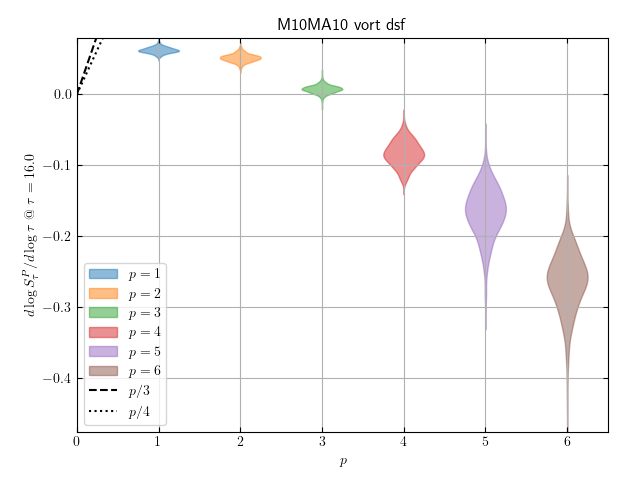 M10MA10 vort dsf
d log S_τ^p / d log τ @ τ = 16.0
0.0
−0.1
−0.2
−0.3
−0.4
p = 1
p = 2
p = 3
p = 4
p = 5
p = 6
p/3
p/4
0 1 2 3 4 5 6
p